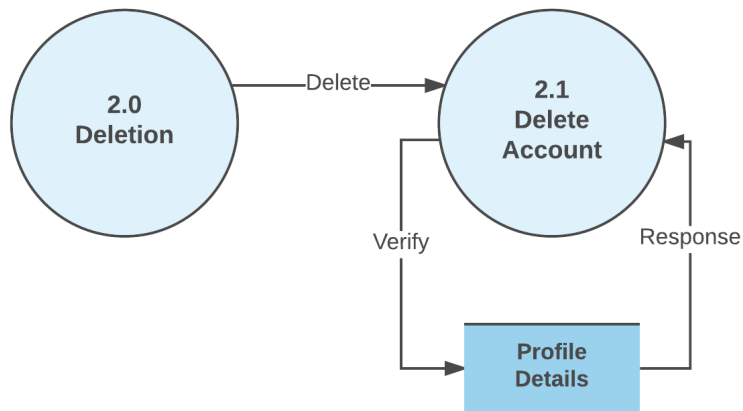 2.0
Deletion
Delete
2.1
Delete
Account
Verify
Response
Profile
Details